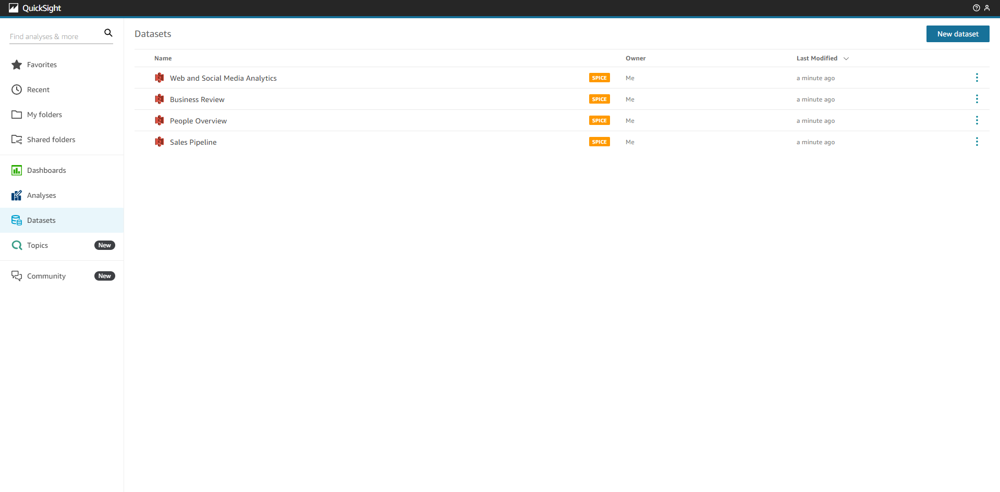 QuickSight
Find analyses & more
Favorites
Recent
My folders
Shared folders
Dashboards
Analyses
Datasets
Topics New
Community New
Datasets
New dataset
Name Owner Last Modified
Web and Social Media Analytics SPICE Me a minute ago
Business Review SPICE Me a minute ago
People Overview SPICE Me a minute ago
Sales Pipeline SPICE Me a minute ago